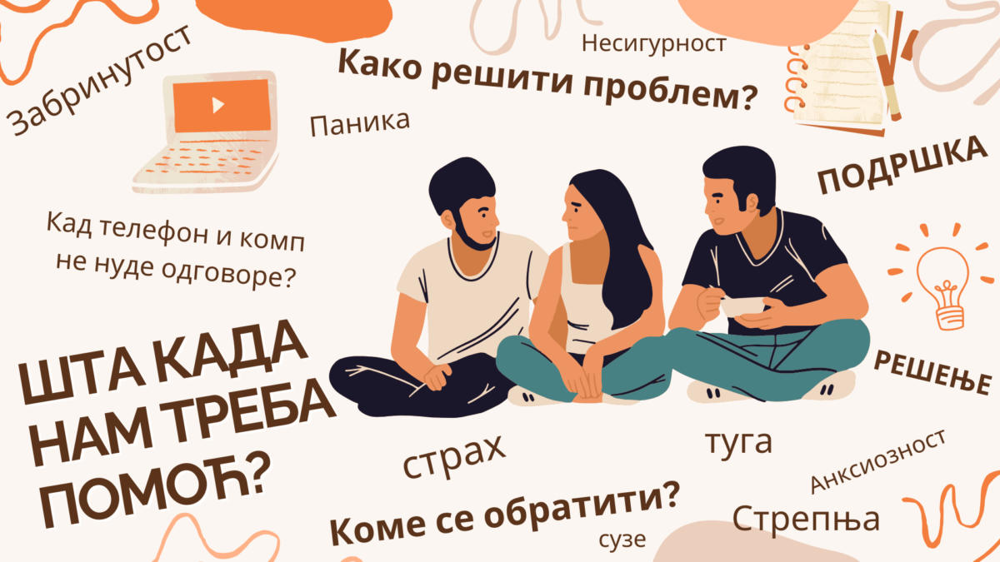 Забринутост
Несигурност
Како решити проблем?
Паника
ПОДРШКА
Кад телефон и комп
не нуде одговоре?
ШТА КАДА
НАМ ТРЕБА
ПОМОЋ?
РЕШЕЊЕ
страх
туга
Анксиозност
Коме се обратити?
Стрепња
сузе